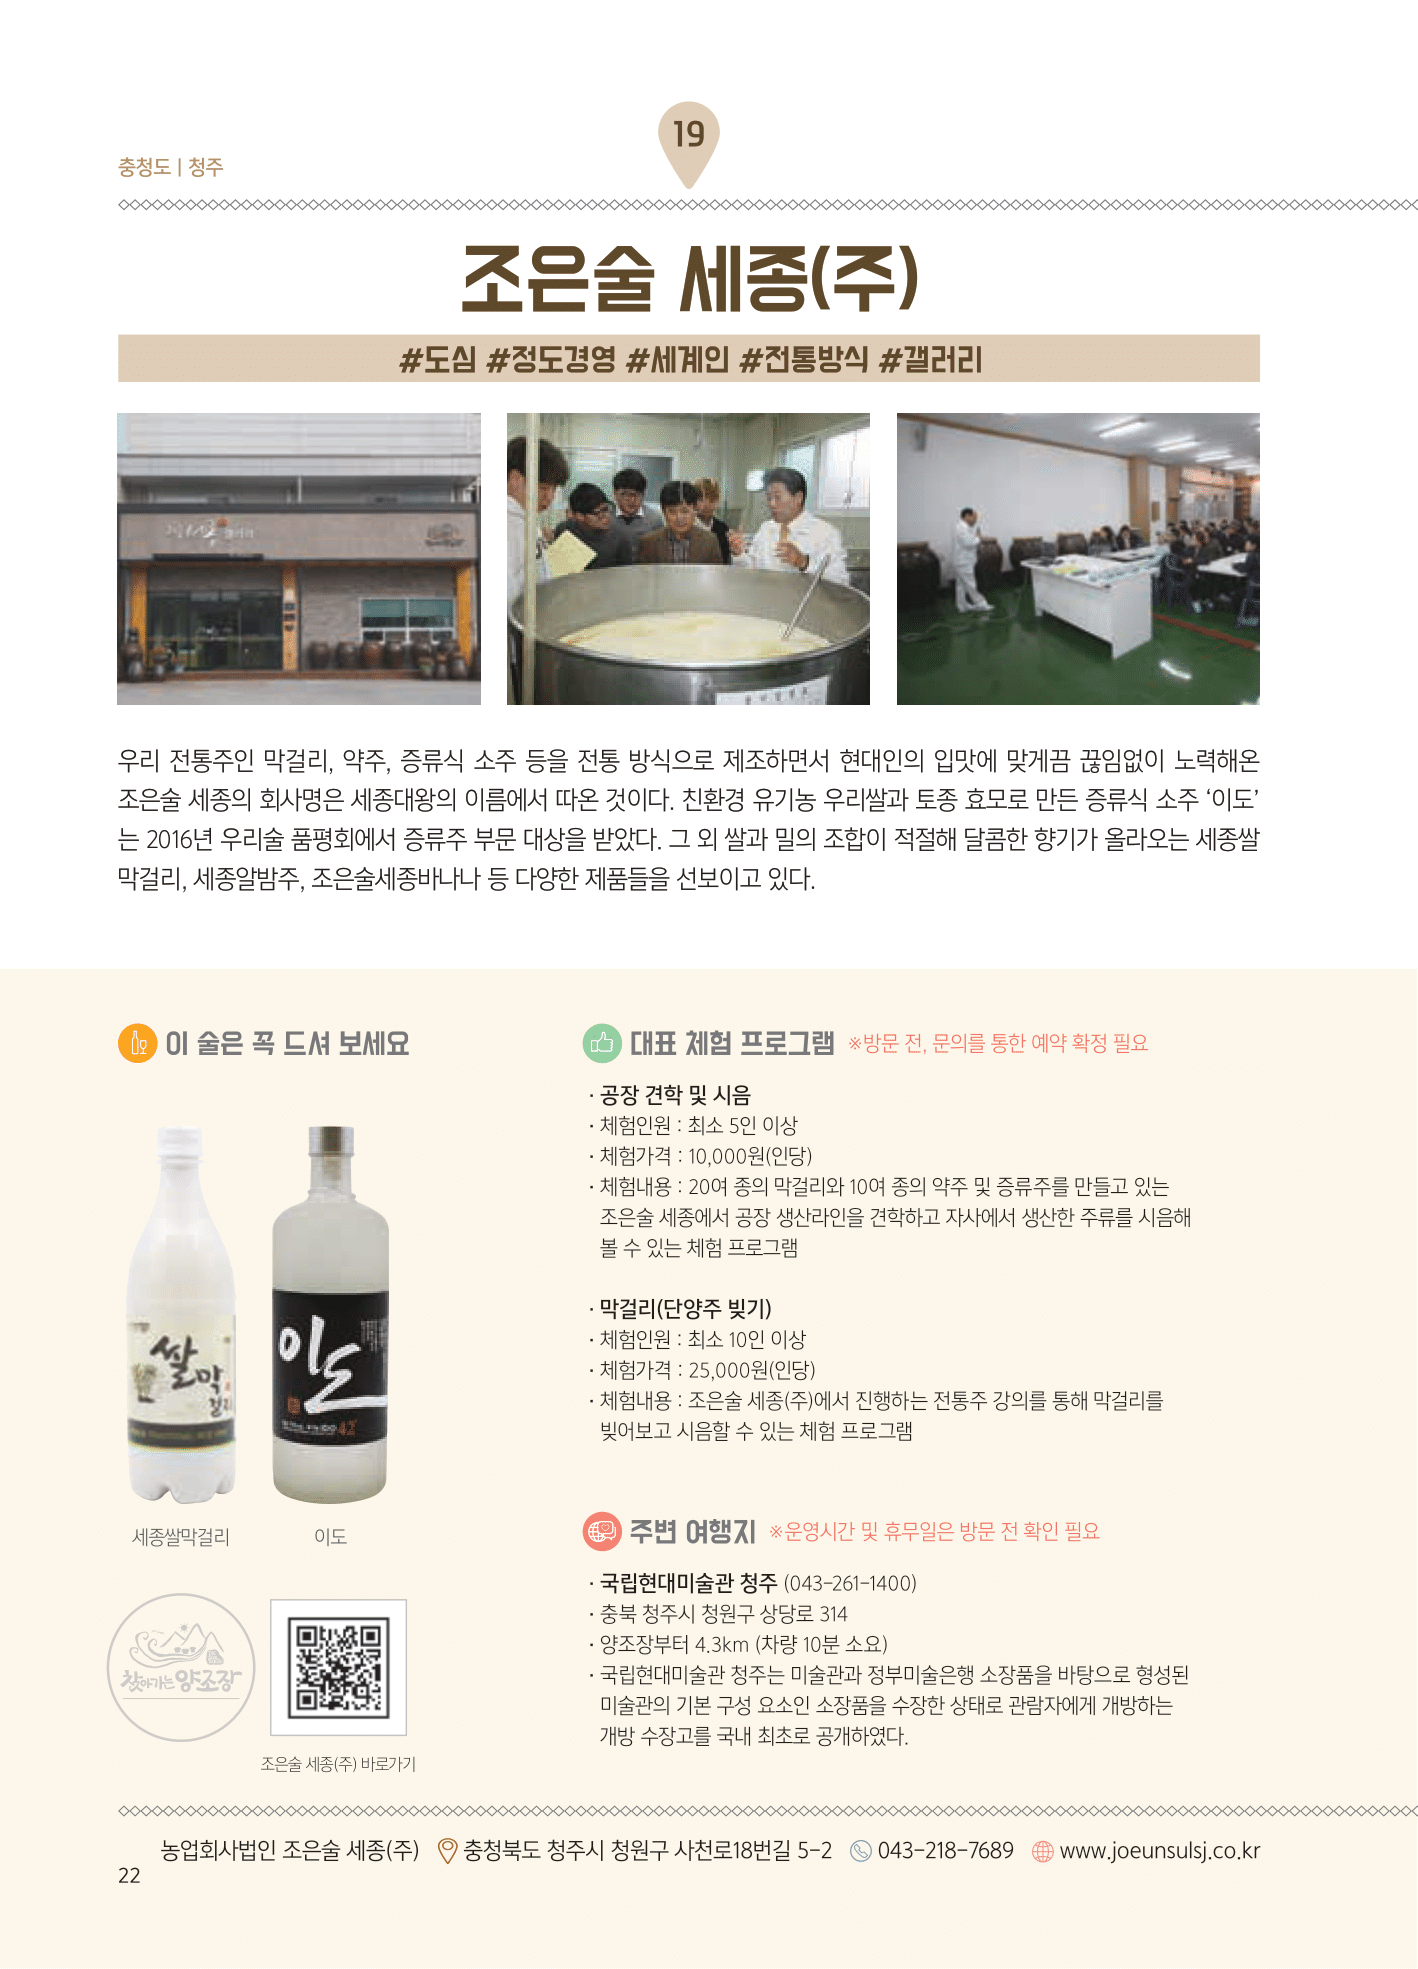 19
충청도 | 청주
조은술 세종(주)
#도심 #정도경영 #세계인 #전통방식 #갤러리
우리 전통주인 막걸리, 약주, 증류식 소주 등을 전통 방식으로 제조하면서 현대인의 입맛에 맞게끔 끊임없이 노력해온
조은술 세종의 회사명은 세종대왕의 이름에서 따온 것이다. 친환경 유기농 우리쌀과 토종 효모로 만든 증류식 소주 ‘이도’
는 2016년 우리술 품평회에서 증류주 부문 대상을 받았다. 그 외 쌀과 밀의 조합이 적절해 달콤한 향기가 올라오는 세종쌀
막걸리, 세종알밤주, 조은술세종바나나 등 다양한 제품들을 선보이고 있다.
이 술은 꼭 드셔 보세요
쌀막걸리
이도
42
세종쌀막걸리
이도
찾아가는 양조장
조은술 세종(주) 바로가기
대표 체험 프로그램 ※방문 전, 문의를 통한 예약 확정 필요
· 공장 견학 및 시음
· 체험인원 : 최소 5인 이상
· 체험가격 : 10,000원(인당)
· 체험내용 : 20여 종의 막걸리와 10여 종의 약주 및 증류주를 만들고 있는
조은술 세종에서 공장 생산라인을 견학하고 자사에서 생산한 주류를 시음해
볼 수 있는 체험 프로그램
· 막걸리(단양주 빚기)
· 체험인원 : 최소 10인 이상
· 체험가격 : 25,000원(인당)
· 체험내용 : 조은술 세종(주)에서 진행하는 전통주 강의를 통해 막걸리를
빚어보고 시음할 수 있는 체험 프로그램
주변 여행지 ※운영시간 및 휴무일은 방문 전 확인 필요
· 국립현대미술관 청주 (043-261-1400)
· 충북 청주시 청원구 상당로 314
· 양조장부터 4.3km (차량 10분 소요)
· 국립현대미술관 청주는 미술관과 정부미술은행 소장품을 바탕으로 형성된
미술관의 기본 구성 요소인 소장품을 수장한 상태로 관람자에게 개방하는
개방 수장고를 국내 최초로 공개하였다.
농업회사법인 조은술 세종(주) 충청북도 청주시 청원구 사천로18번길 5-2 043-218-7689 www.joeunsulsj.co.kr
22